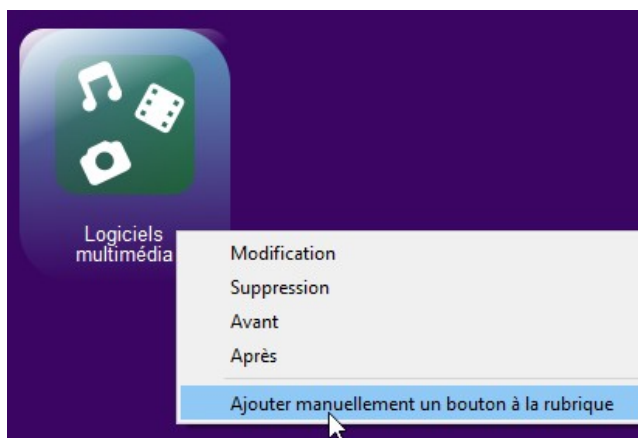 Logiciels
multimédia
Modification
Suppression
Avant
Après
Ajouter manuellement un bouton à la rubrique